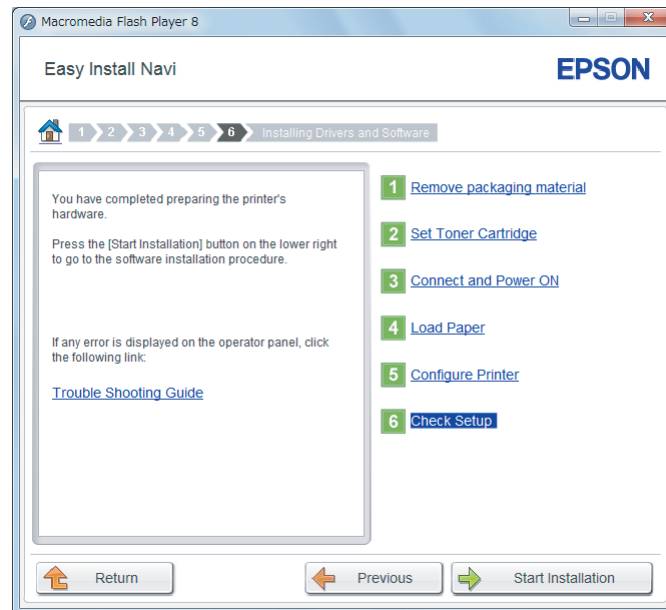 Macromedia Flash Player 8
Easy Install Navi
EPSON
1 2 3 4 5 6 Installing Drivers and Software
You have completed preparing the printer's
hardware.
Press the [Start Installation] button on the lower right
to go to the software installation procedure.
If any error is displayed on the operator panel, click
the following link:
Trouble Shooting Guide
1 Remove packaging material
2 Set Toner Cartridge
3 Connect and Power ON
4 Load Paper
5 Configure Printer
6 Check Setup
Return
Previous
Start Installation